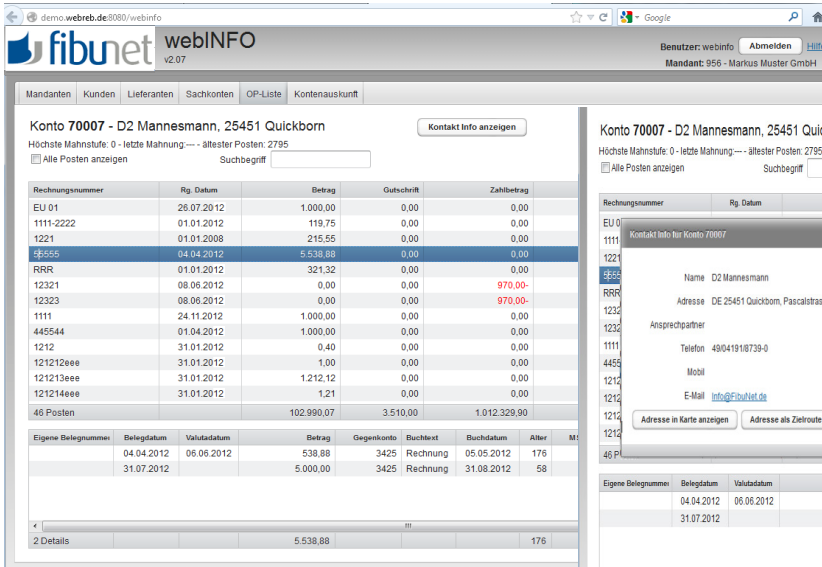 demo.webreb.de:8080/webinfo
Google
fibunet webINFO
v2.07
Benutzer: webinfo Abmelden Hilf
Mandant: 956 - Markus Muster GmbH
Mandanten Kunden Lieferanten Sachkonten OP-Liste Kontenauskunft
Konto 70007 - D2 Mannesmann, 25451 Quickborn
Kontakt Info anzeigen
Höchste Mahnstufe: 0 - letzte Mahnung:--- - ältester Posten: 2795
Alle Posten anzeigen Suchbegriff
Rechnungsnummer Rg. Datum Betrag Gutschrift Zahlbetrag
EU 01 26.07.2012 1.000,00 0,00 0,00
1111-2222 01.01.2012 119,75 0,00 0,00
1221 01.01.2008 215,55 0,00 0,00
55555 04.04.2012 5.538,88 0,00 0,00
RRR 01.01.2012 321,32 0,00 0,00
12321 08.06.2012 0,00 0,00 970,00-
12323 08.06.2012 0,00 0,00 970,00-
1111 24.11.2012 1.000,00 0,00 0,00
445544 01.04.2012 1.000,00 0,00 0,00
1212 31.01.2012 0,40 0,00 0,00
121212eee 31.01.2012 1,00 0,00 0,00
121213eee 31.01.2012 1.212,12 0,00 0,00
121214eee 31.01.2012 1,21 0,00 0,00
46 Posten 102.990,07 3.510,00 1.012.329,90
Eigene Belegnummer Belegdatum Valutadatum Betrag Gegenkonto Buchtext Buchdatum Alter
04.04.2012 06.06.2012 538,88 3425 Rechnung 05.05.2012 176
31.07.2012 5.000,00 3425 Rechnung 31.08.2012 58
2 Details 5.538,88 176
Konto 70007 - D2 Mannesmann, 25451 Quic
Höchste Mahnstufe: 0 - letzte Mahnung:--- - ältester Posten: 2795
Alle Posten anzeigen Suchbegriff
Rechnungsnummer Rg. Datum
EU 0
1111-
1221
5555
RRR
1232
1232
1111
4455
1212
1212
1212
1212
46 P
Kontakt Info für Konto 70007
Name D2 Mannesmann
Adresse DE 25451 Quickborn, Pascalstras
Ansprechpartner
Telefon 49/04191/8739-0
Mobil
E-Mail Info@FibuNet.de
Adresse in Karte anzeigen Adresse als Zielroute
Eigene Belegnummer Belegdatum Valutadatum
04.04.2012 06.06.2012
31.07.2012